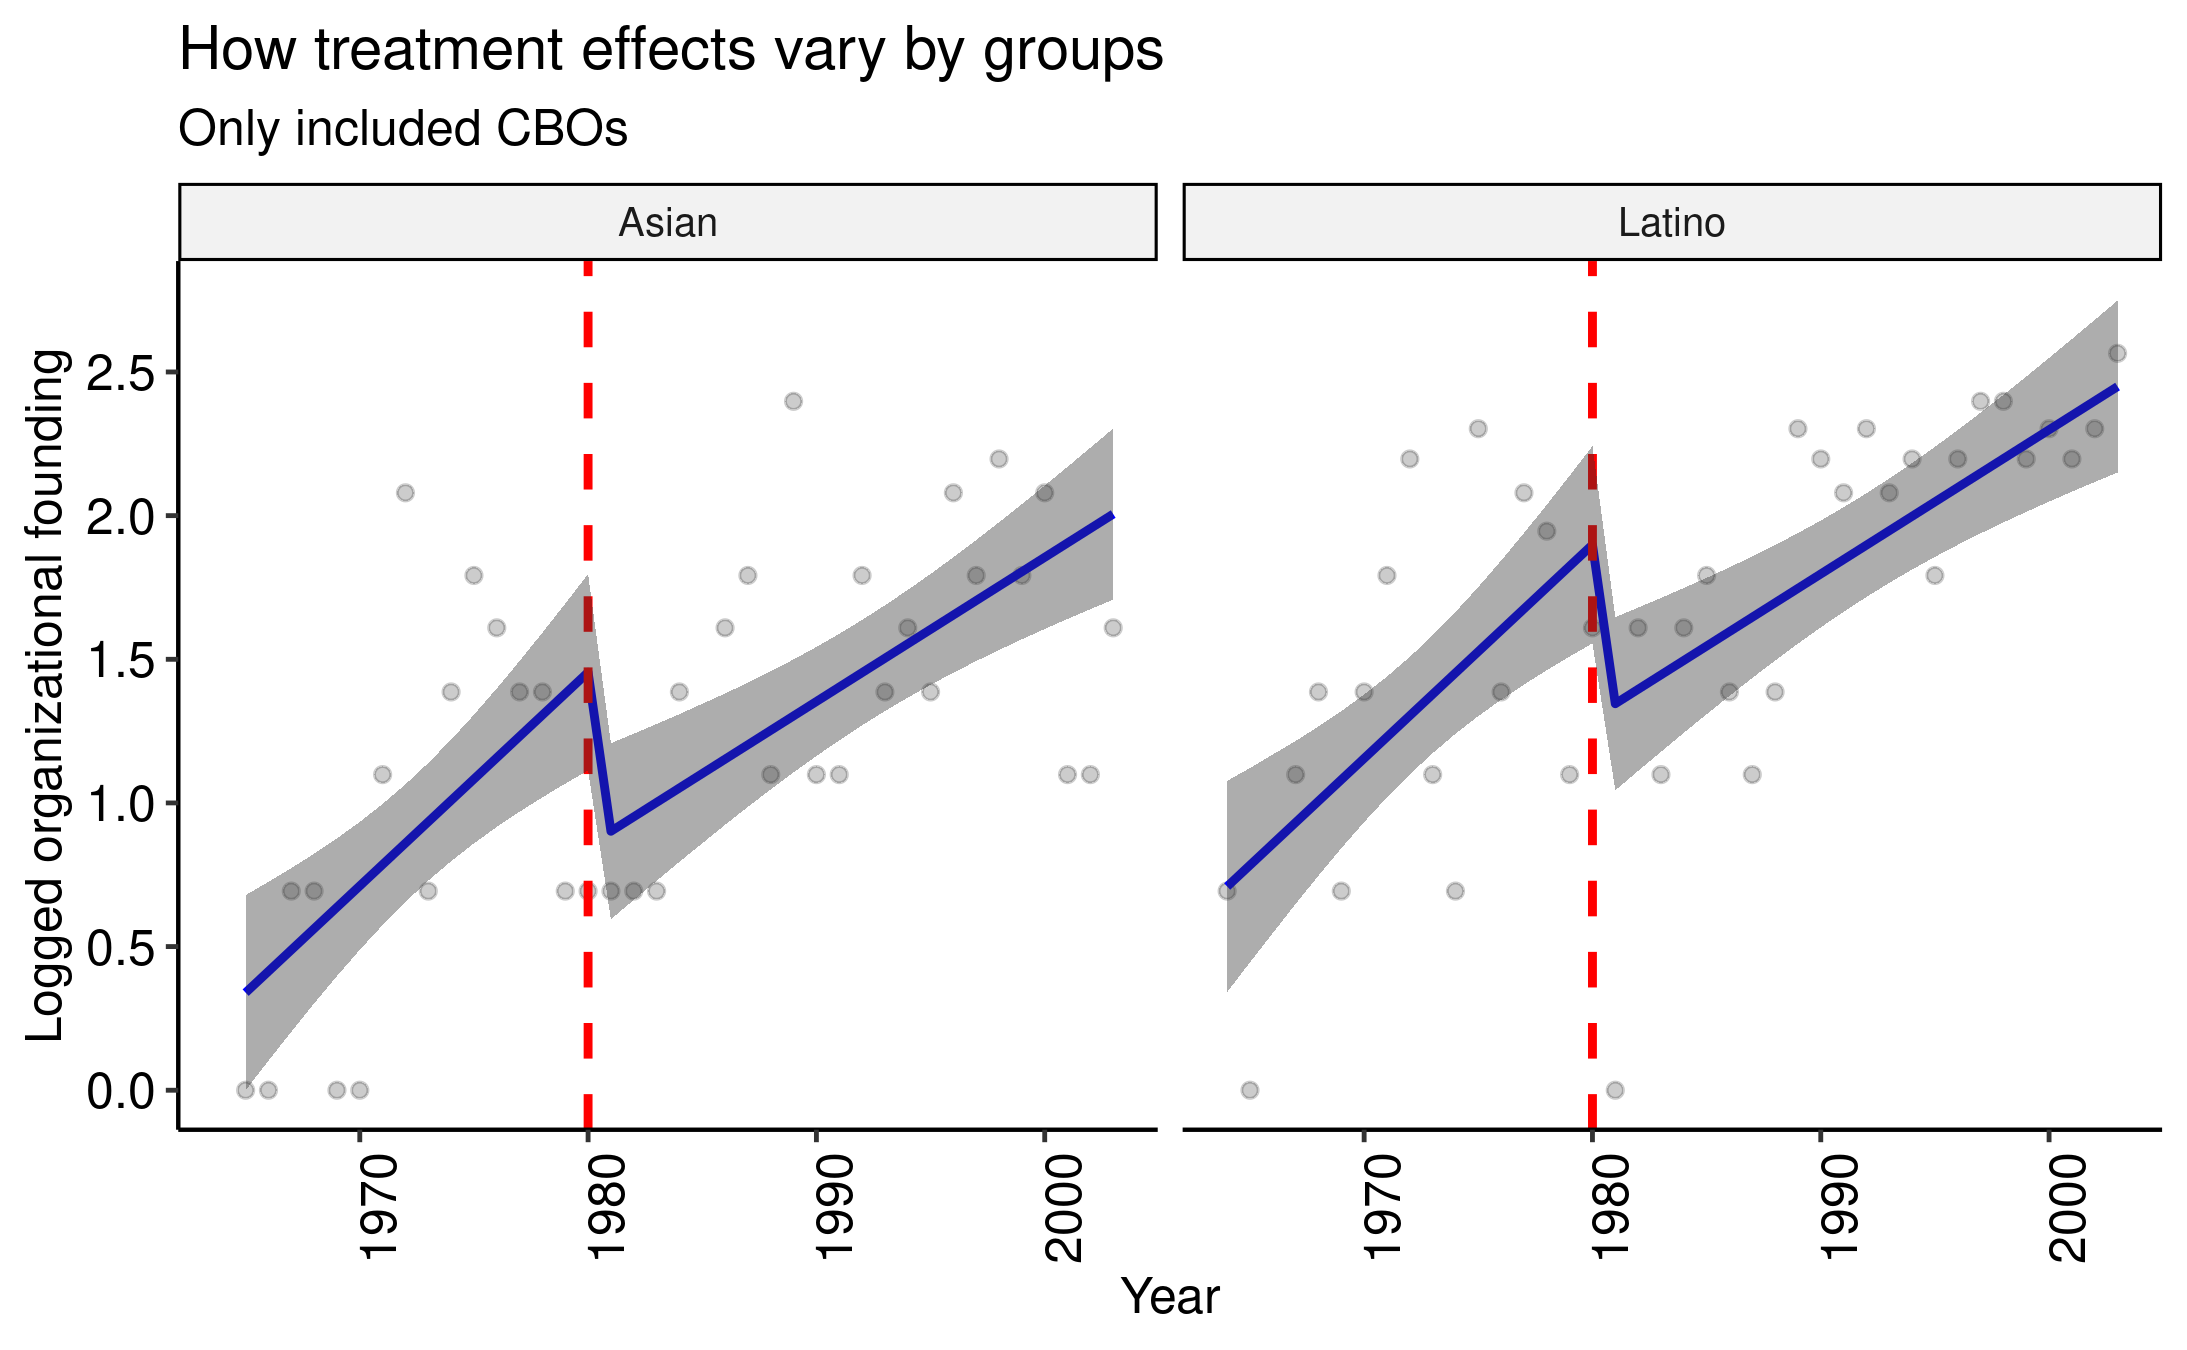 How treatment effects vary by groups
Only included CBOs
Asian
Latino
Logged organizational founding
2.5
2.0
1.5
1.0
0.5
0.0
1970
1980
1990
2000
1970
1980
1990
2000
Year